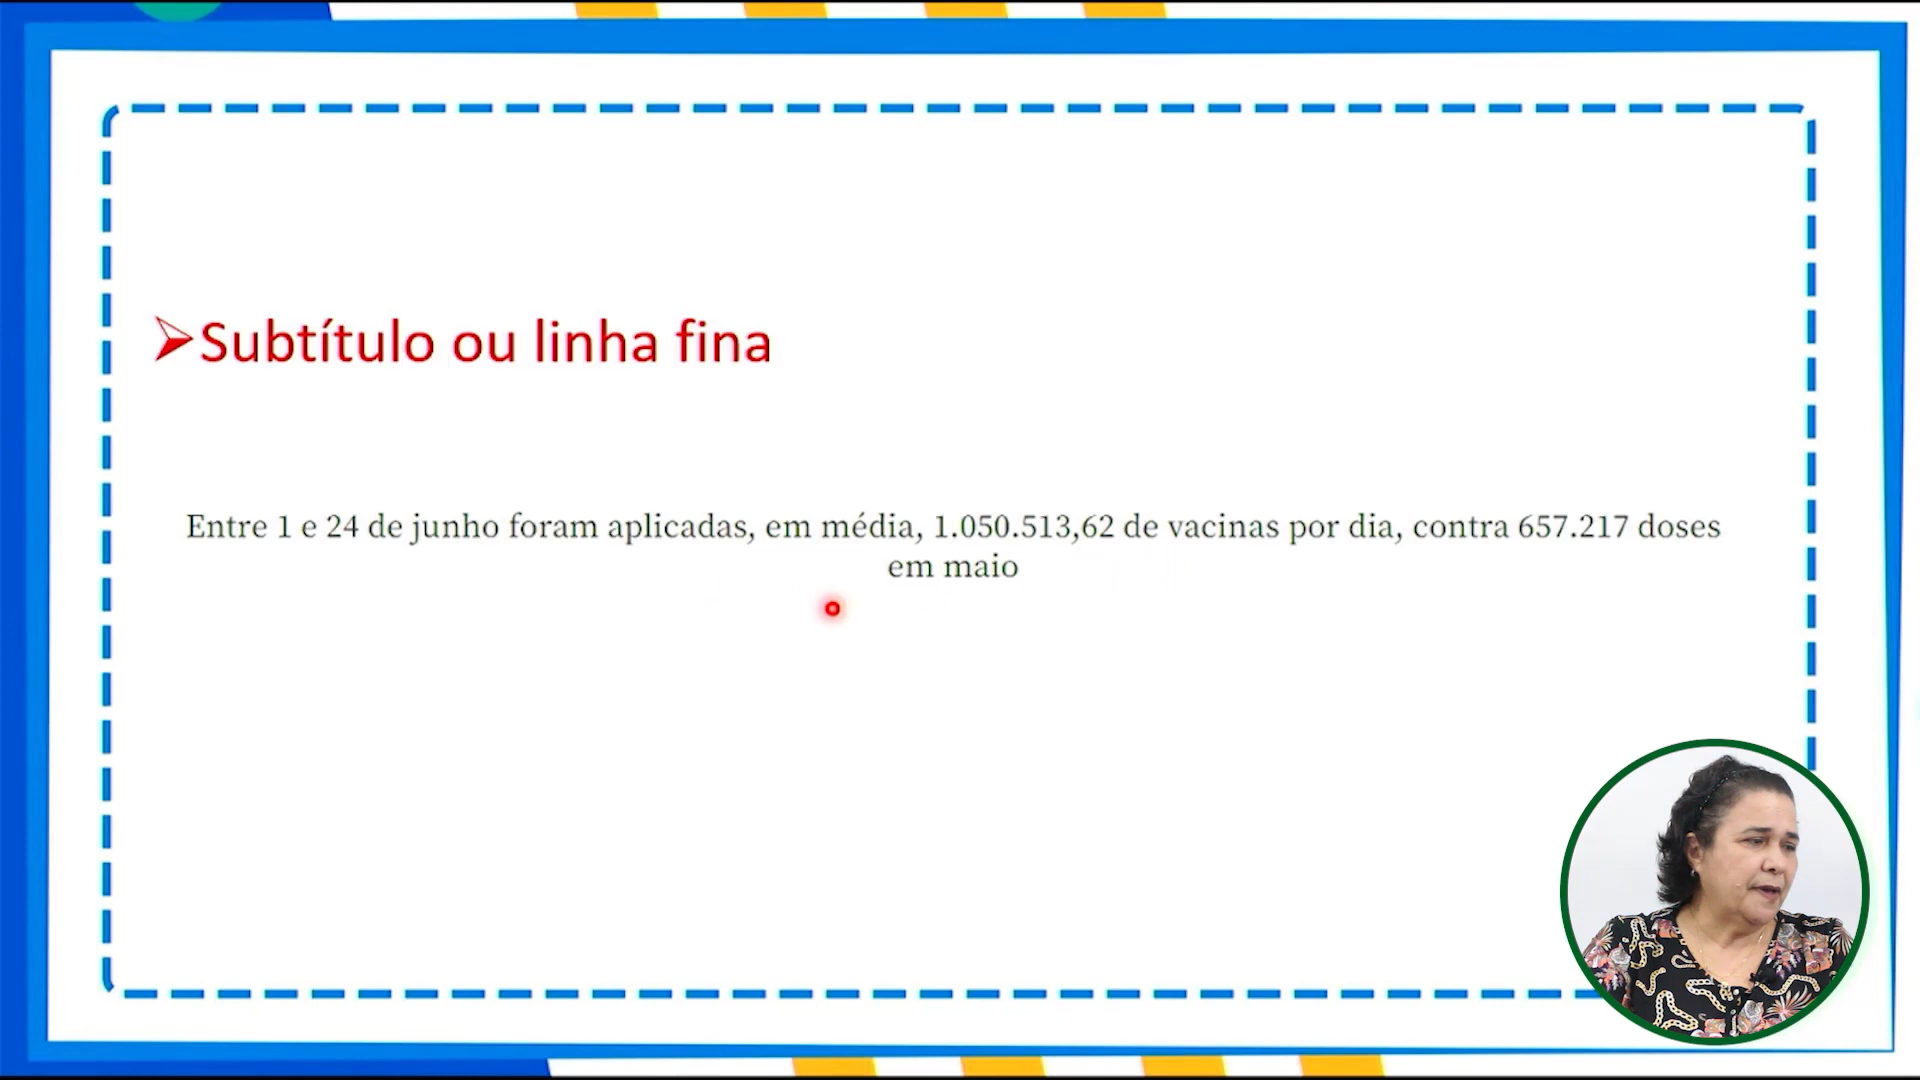 Subtítulo ou linha fina
Entre 1 e 24 de junho foram aplicadas, em média, 1.050.513,62 de vacinas por dia, contra 657.217 doses
em maio